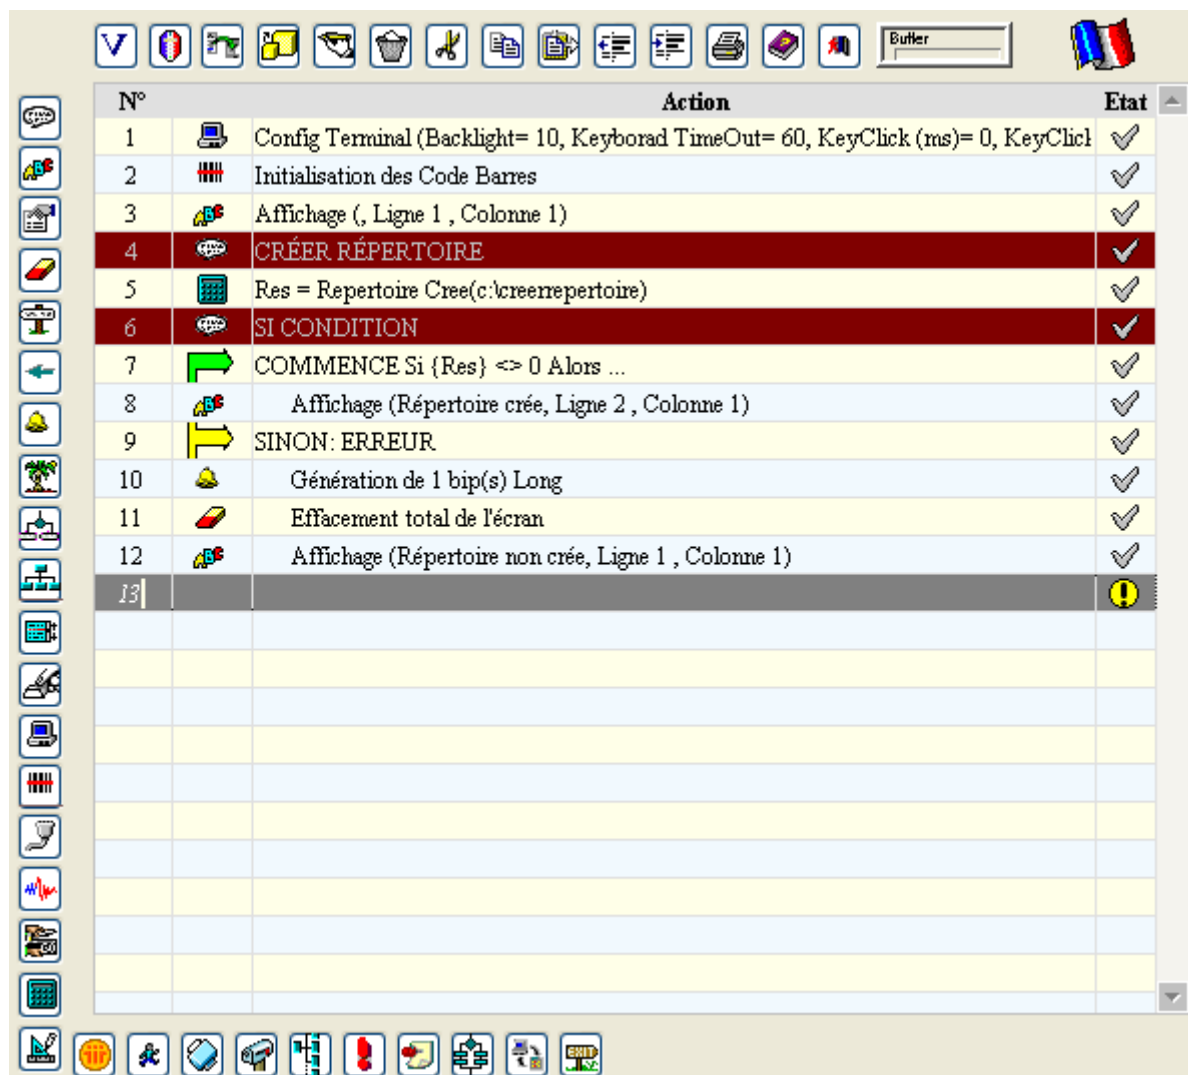 V
Buffer
N° Action Etat
1 Config Terminal (Backlight= 10, Keyborad TimeOut= 60, KeyClick (ms)= 0, KeyClick
2 Initialisation des Code Barres
3 Affichage (, Ligne 1 , Colonne 1)
4 CRÉER RÉPERTOIRE
5 Res = Repertoire Cree(c:\creerrepertoire)
6 SI CONDITION
7 COMMENCE Si {Res} <> 0 Alors ...
8 Affichage (Répertoire crée, Ligne 2 , Colonne 1)
9 SINON: ERREUR
10 Génération de 1 bip(s) Long
11 Effacement total de l'écran
12 Affichage (Répertoire non crée, Ligne 1 , Colonne 1)
13